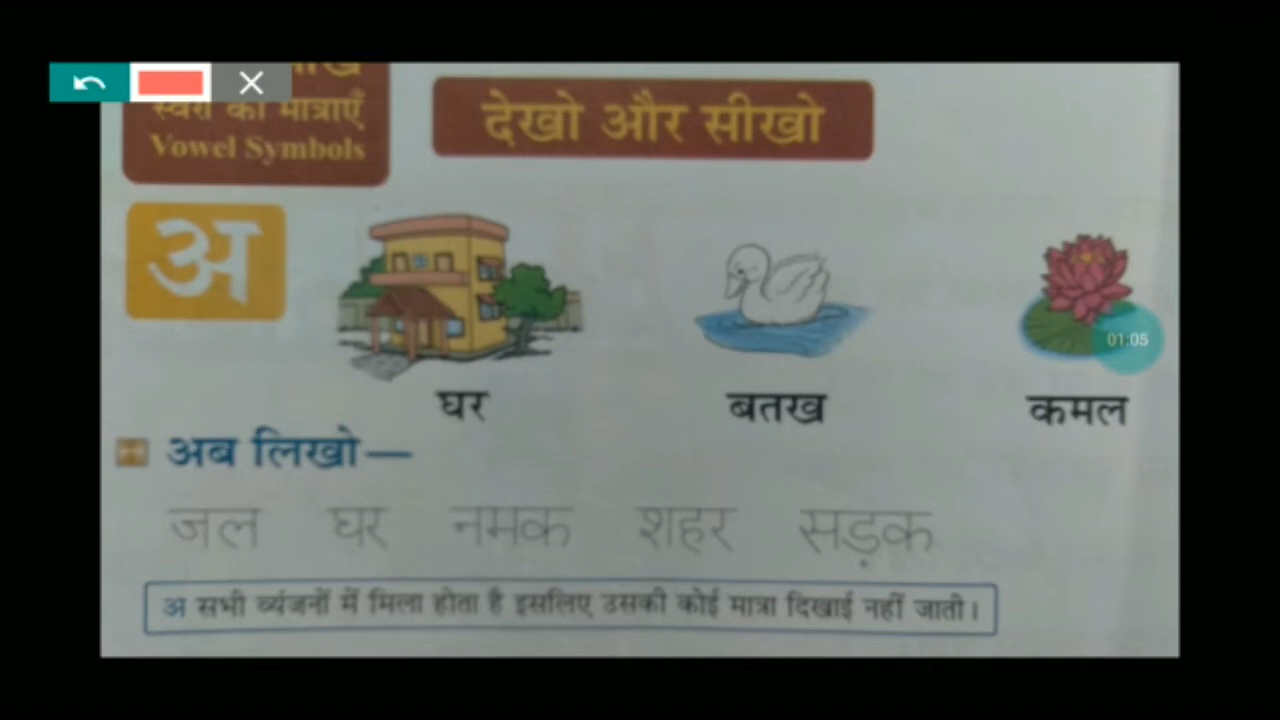 स्वरों की मात्राएँ
Vowel Symbols
देखो और सीखो
अ
01:05
घर बतख कमल
अब लिखो—
जल घर नमक शहर सड़क
अ सभी व्यंजनों में मिला होता है इसलिए उसकी कोई मात्रा दिखाई नहीं जाती।